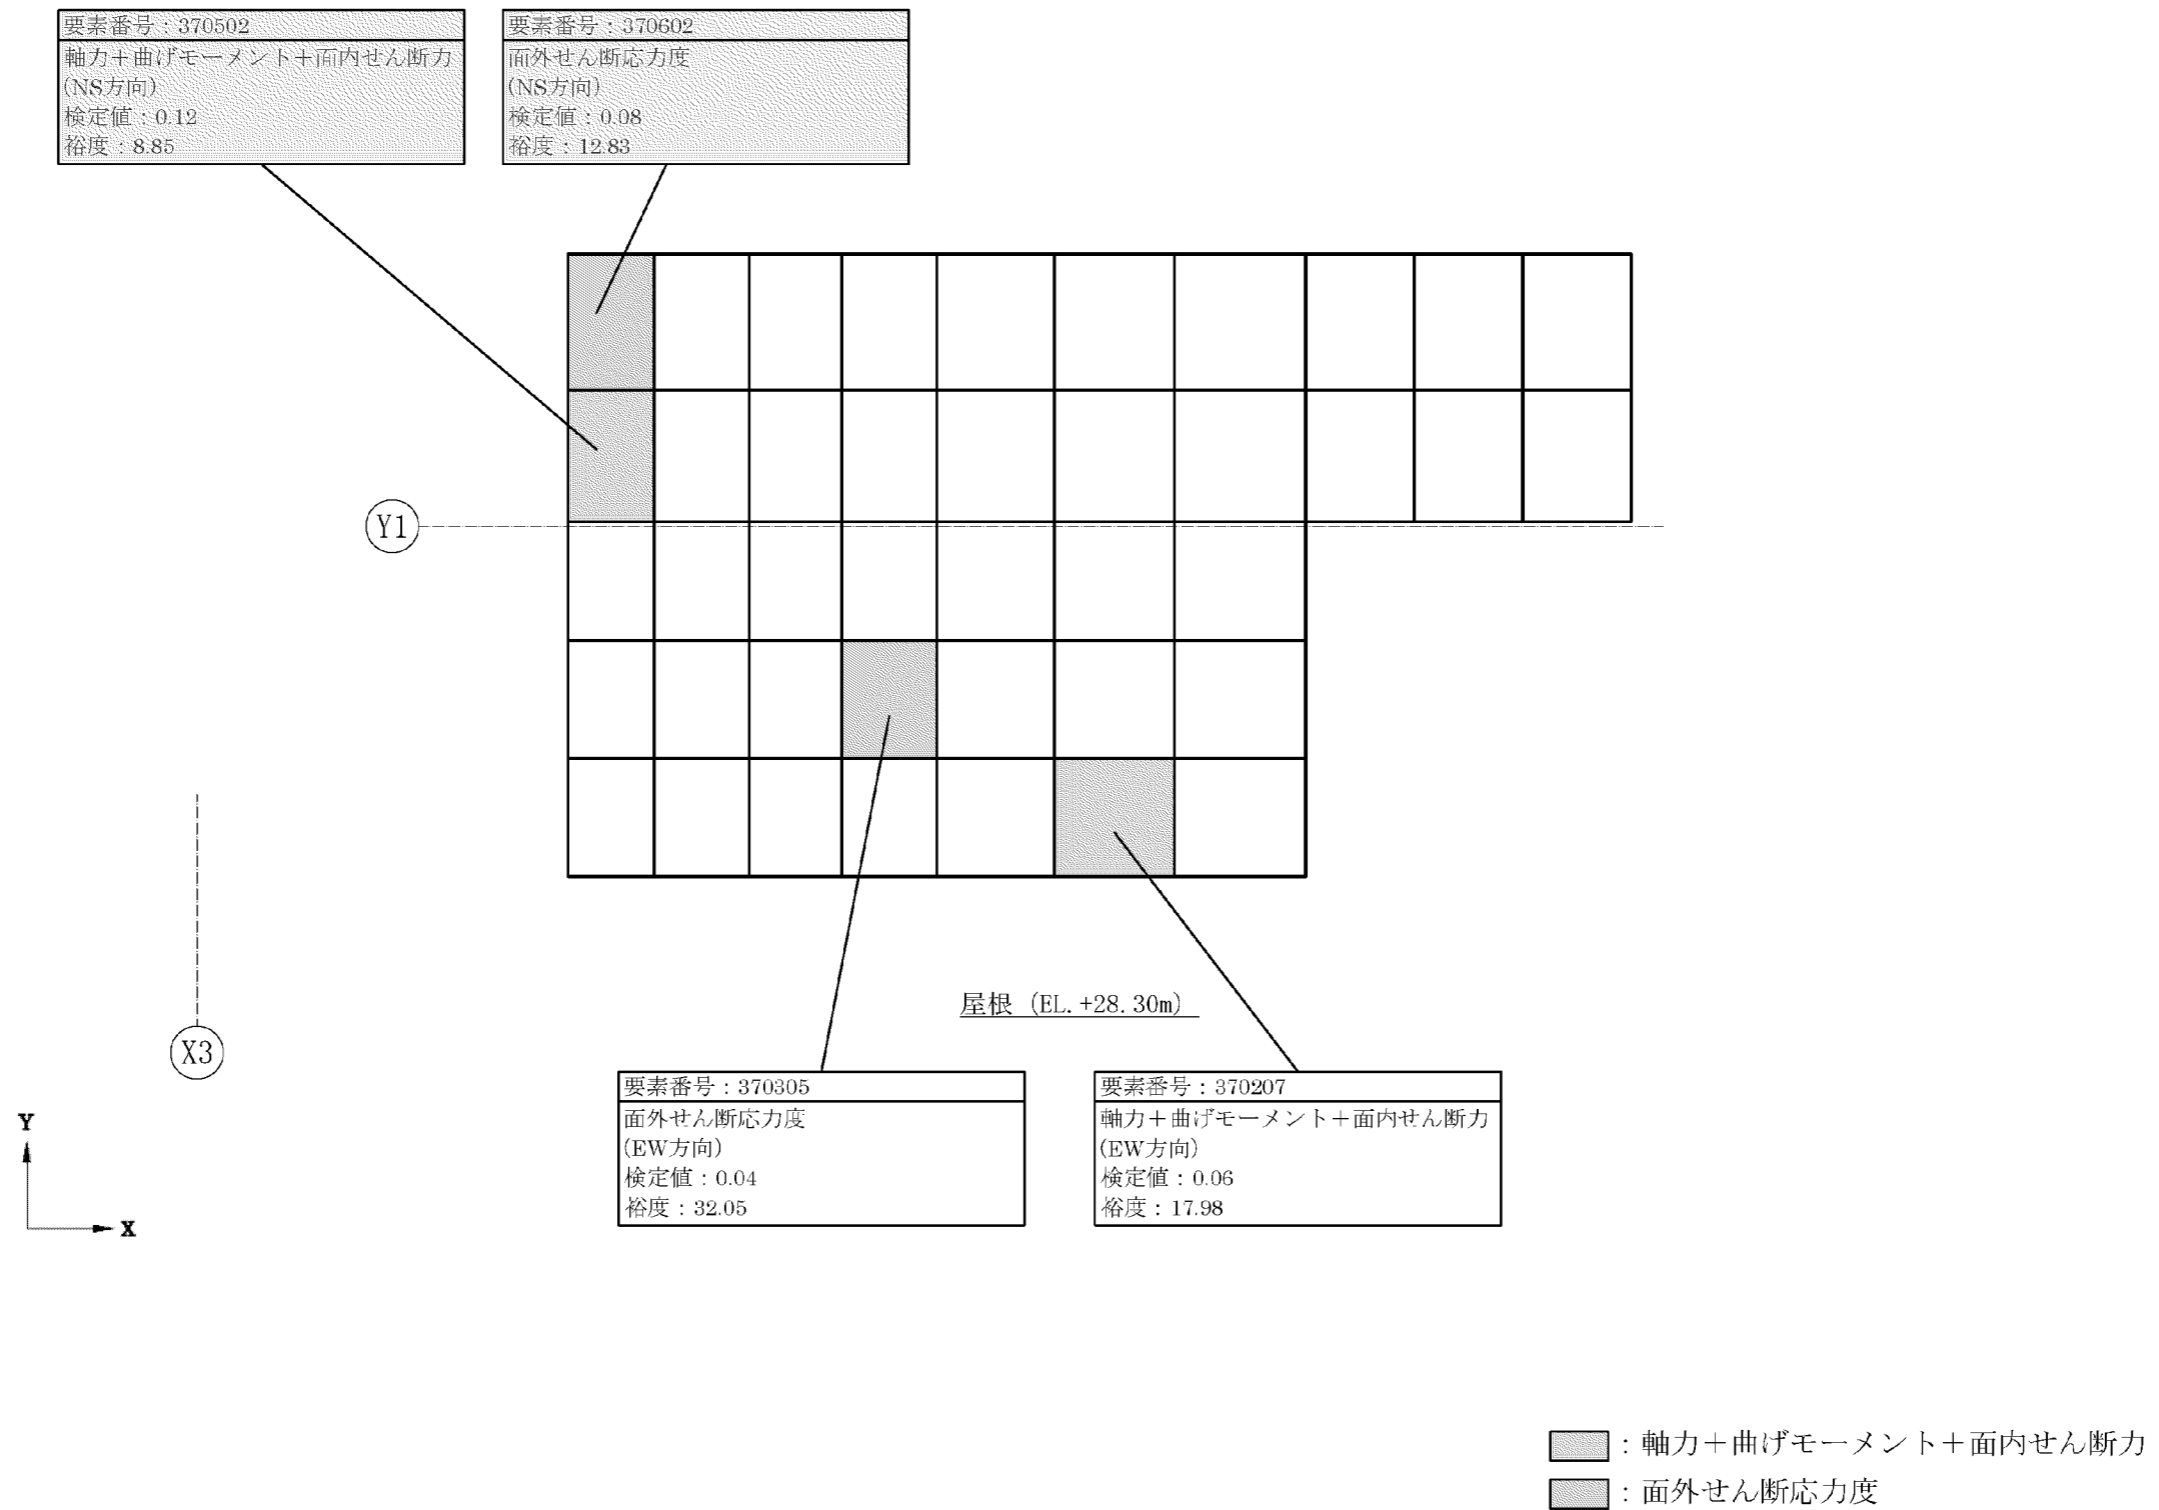 要素番号：370502
軸力＋曲げモーメント＋面内せん断力
(NS方向)
検定値：0.12
裕度：8.85
要素番号：370602
面外せん断応力度
(NS方向)
検定値：0.08
裕度：12.83
Y1
X3
屋根 (EL.+28.30m)
要素番号：370305
面外せん断応力度
(EW方向)
検定値：0.04
裕度：32.05
要素番号：370207
軸力＋曲げモーメント＋面内せん断力
(EW方向)
検定値：0.06
裕度：17.98
Y
X
：軸力＋曲げモーメント＋面内せん断力
：面外せん断応力度